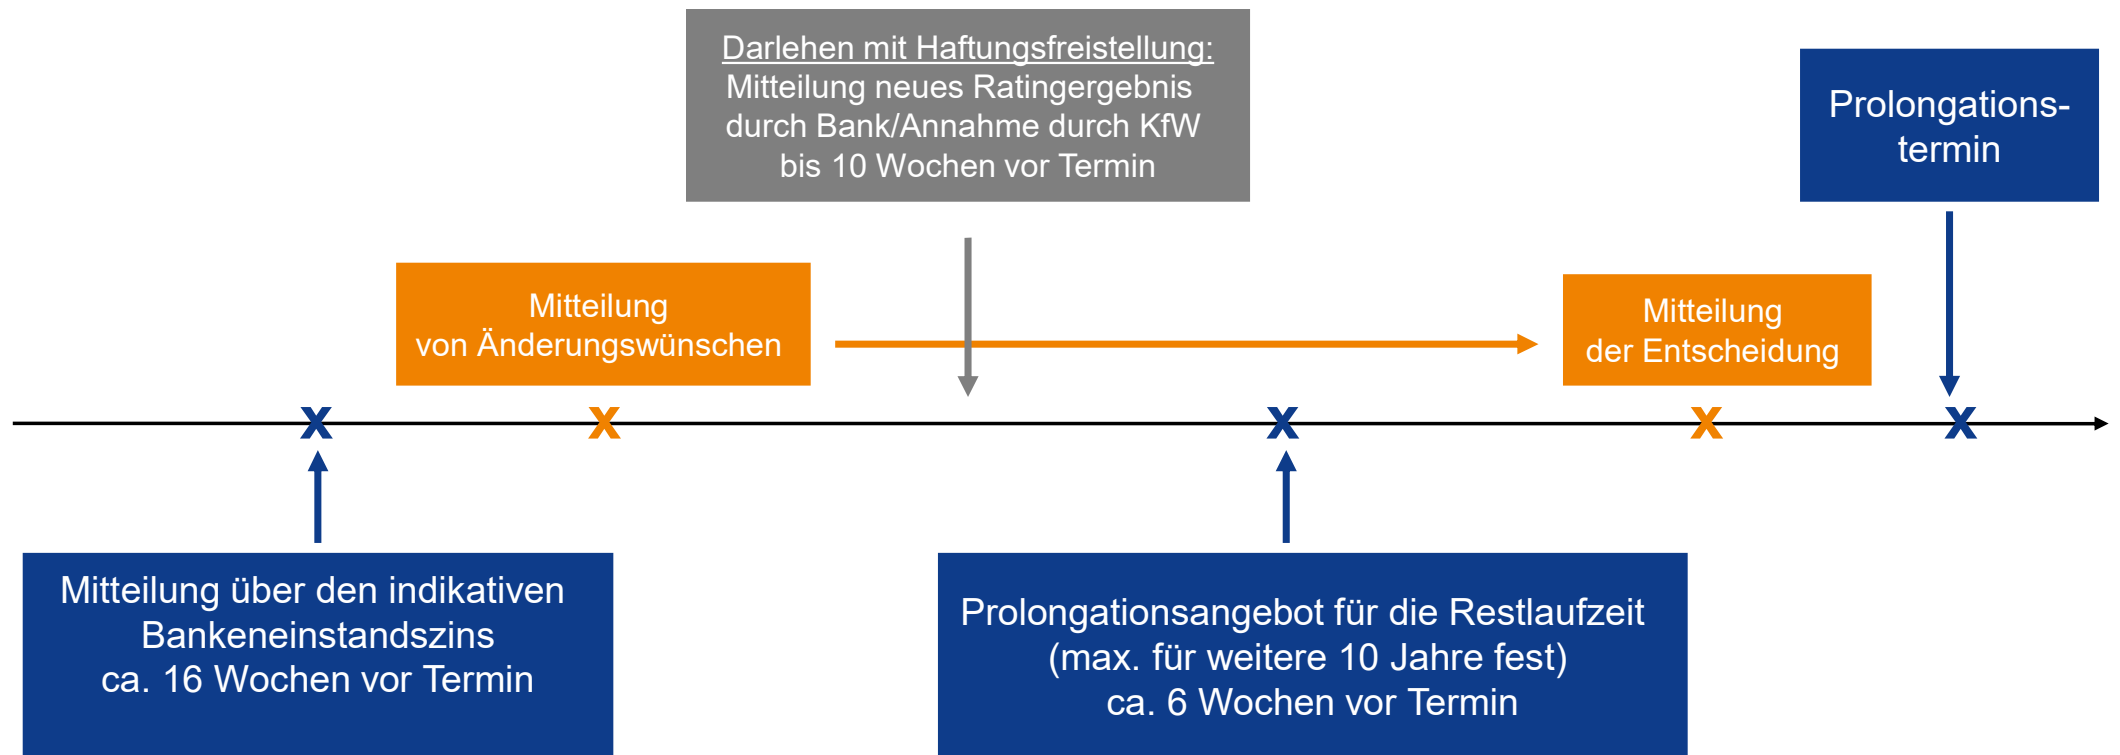 Darlehen mit Haftungsfreistellung:
Mitteilung neues Ratingergebnis
durch Bank/Annahme durch KfW
bis 10 Wochen vor Termin
Prolongations-
termin
Mitteilung
von Änderungswünschen
Mitteilung
der Entscheidung
x x x x x
Mitteilung über den indikativen
Bankeneinstandszins
ca. 16 Wochen vor Termin
Prolongationsangebot für die Restlaufzeit
(max. für weitere 10 Jahre fest)
ca. 6 Wochen vor Termin